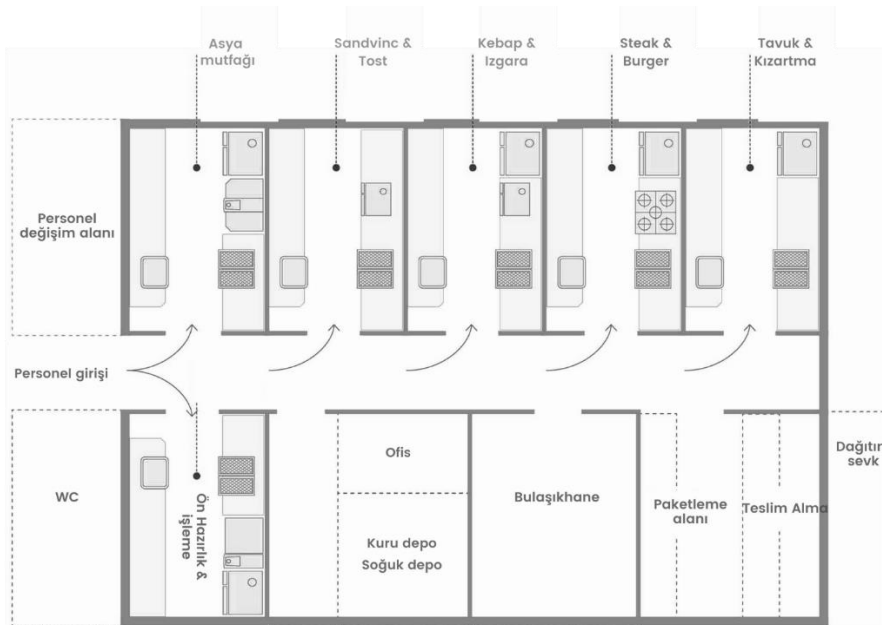 Asya
mutfağı
Sandvinc &
Tost
Kebap &
Izgara
Steak &
Burger
Tavuk &
Kızartma
Personel
değişim alanı
Personel girişi
WC
Ön Hazırlık &
işleme
Ofis
Kuru depo
Soğuk depo
Bulaşıkhane
Paketleme
alanı
Teslim Alma
Dağıtır
sevk